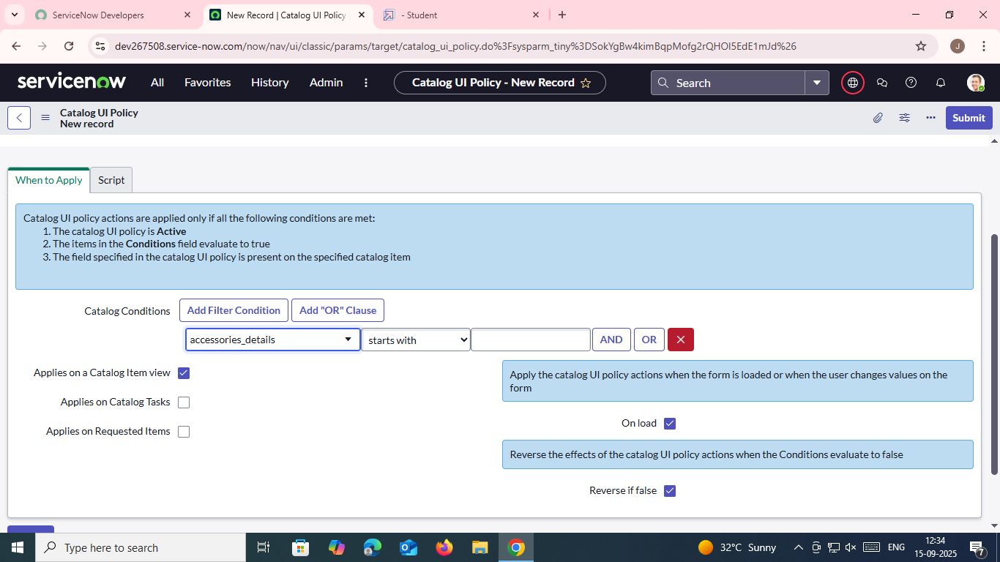 ServiceNow Developers
New Record | Catalog UI Policy
- Student
dev267508.service-now.com/now/nav/ui/classic/params/target/catalog_ui_policy.do%3Fsysparm_tiny%3DSokYgBw4kimBqpMofg2rQHOl5EdE1mJd%26
J
servicenow
All
Favorites
History
Admin
Catalog UI Policy - New Record
Search
Catalog UI Policy
New record
Submit
When to Apply
Script
Catalog UI policy actions are applied only if all the following conditions are met:
1. The catalog UI policy is Active
2. The items in the Conditions field evaluate to true
3. The field specified in the catalog UI policy is present on the specified catalog item
Catalog Conditions
Add Filter Condition
Add "OR" Clause
accessories_details
starts with
AND
OR
Applies on a Catalog Item view
Apply the catalog UI policy actions when the form is loaded or when the user changes values on the
form
Applies on Catalog Tasks
On load
Applies on Requested Items
Reverse the effects of the catalog UI policy actions when the Conditions evaluate to false
Reverse if false
Type here to search
32°C Sunny
ENG
12:34
15-09-2025
7